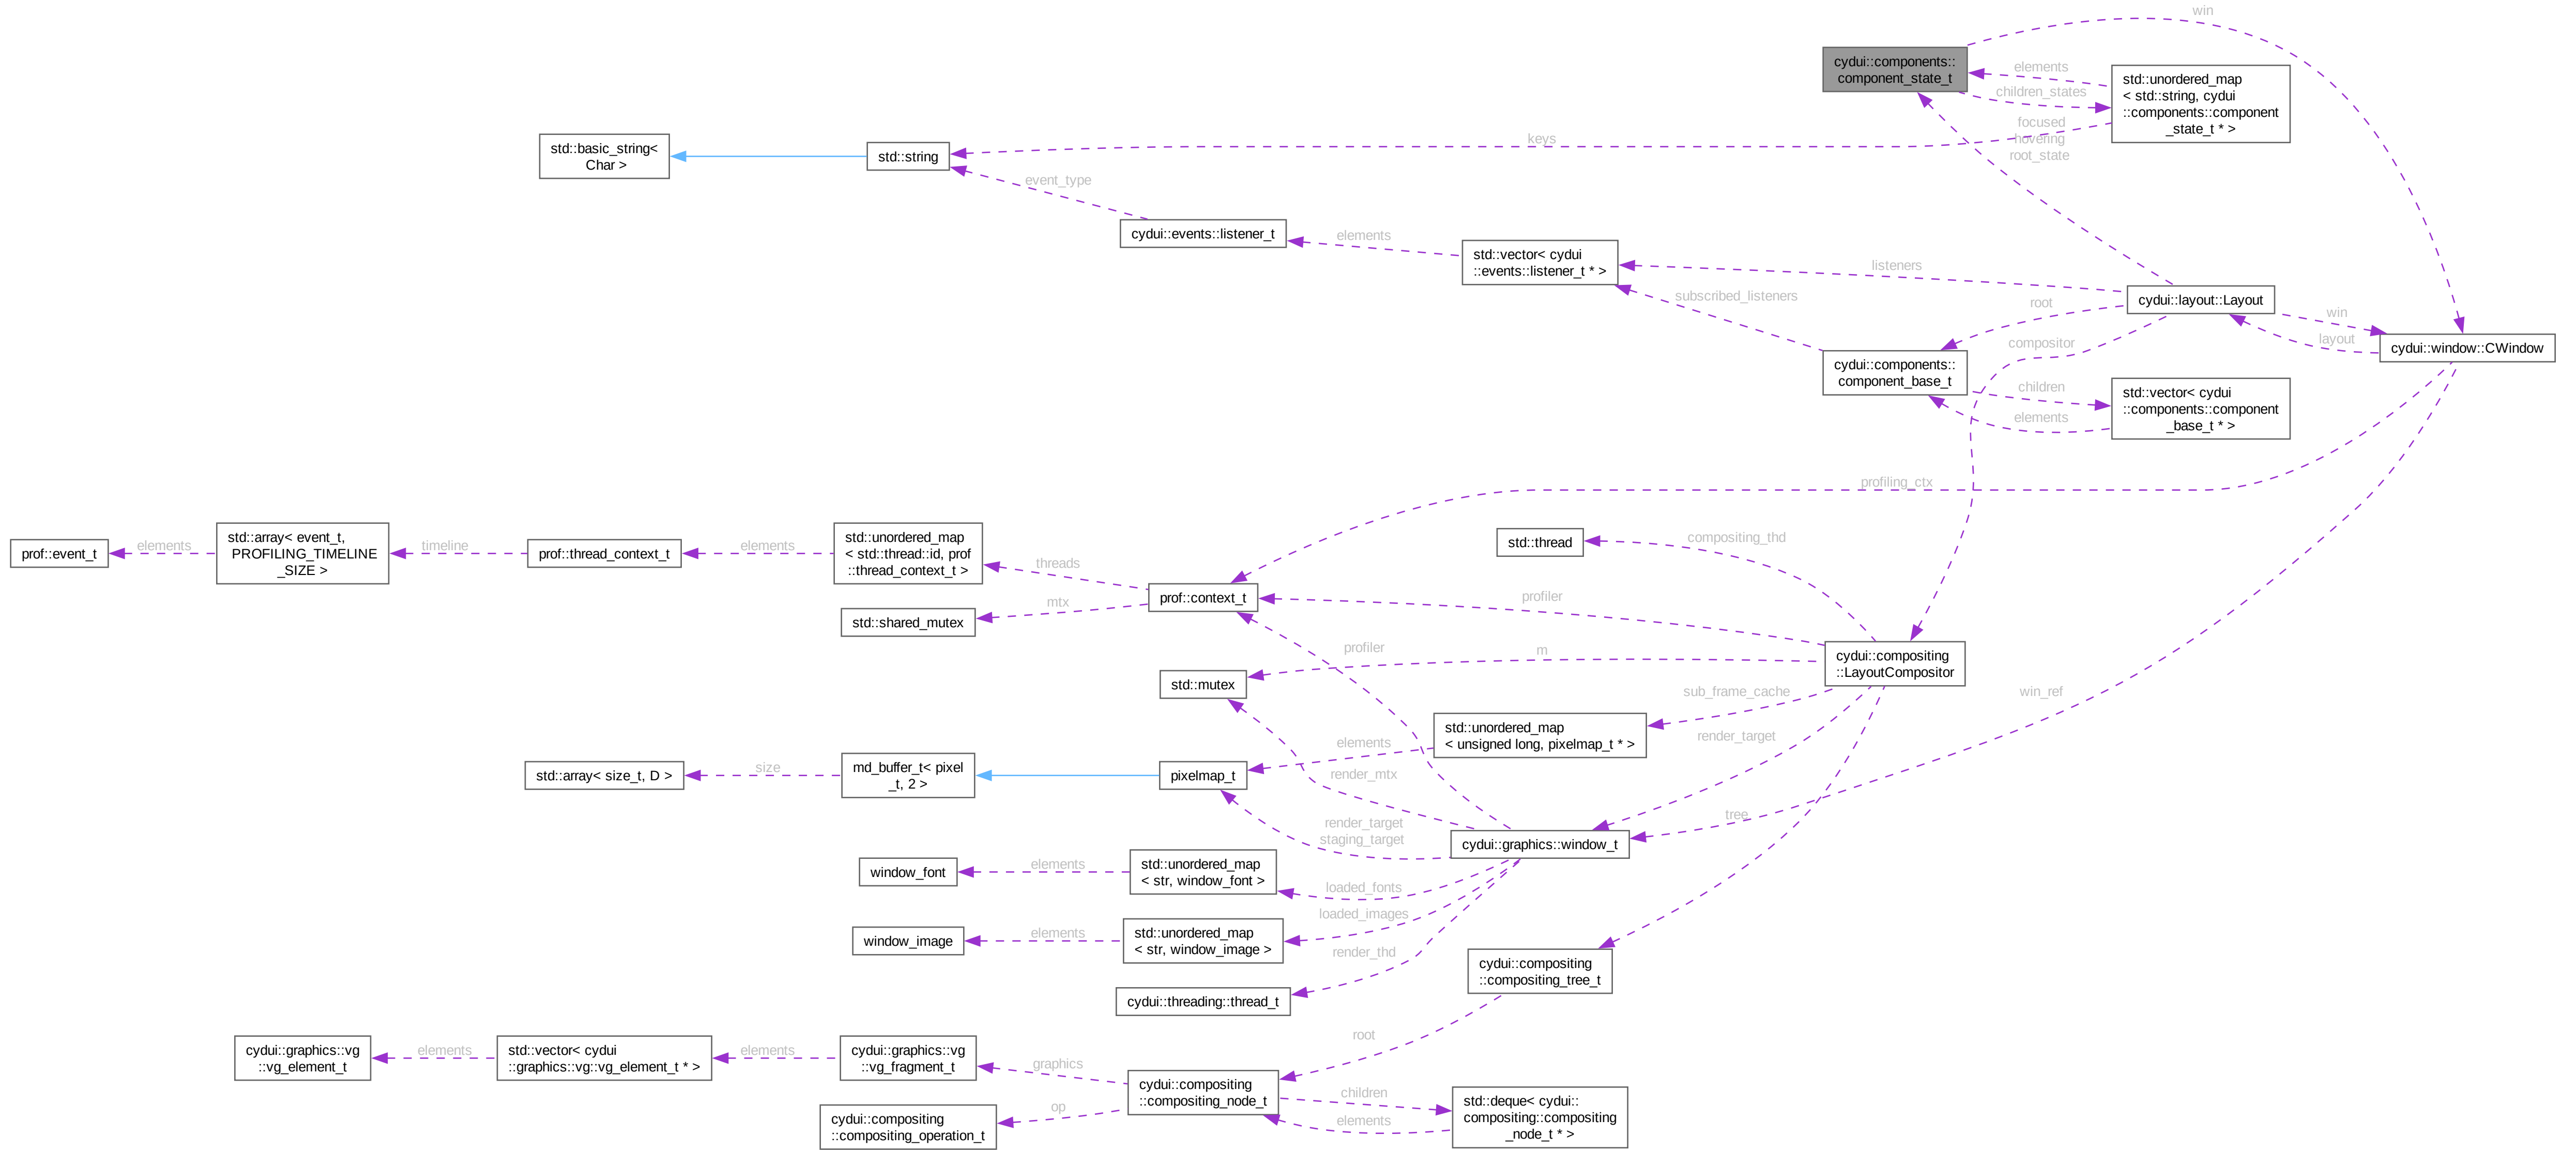 win
cydui::components::
component_state_t
elements
children_states
std::unordered_map
< std::string, cydui
::components::component
_state_t * >
focused
hovering
root_state
keys
std::basic_string<
Char >
std::string
event_type
cydui::events::listener_t
elements
std::vector< cydui
::events::listener_t * >
listeners
subscribed_listeners
cydui::layout::Layout
root
win
layout
compositor
cydui::window::CWindow
cydui::components::
component_base_t
children
elements
std::vector< cydui
::components::component
_base_t * >
profiling_ctx
prof::event_t
elements
std::array< event_t,
PROFILING_TIMELINE
_SIZE >
timeline
prof::thread_context_t
elements
std::unordered_map
< std::thread::id, prof
::thread_context_t >
threads
mtx
std::shared_mutex
prof::context_t
std::thread
compositing_thd
profiler
profiler
m
cydui::compositing
::LayoutCompositor
std::mutex
sub_frame_cache
win_ref
std::unordered_map
< unsigned long, pixelmap_t * >
render_target
elements
std::array< size_t, D >
size
md_buffer_t< pixel
_t, 2 >
pixelmap_t
render_mtx
render_target
staging_target
tree
cydui::graphics::window_t
window_font
elements
std::unordered_map
< str, window_font >
loaded_fonts
loaded_images
window_image
elements
std::unordered_map
< str, window_image >
render_thd
cydui::compositing
::compositing_tree_t
cydui::threading::thread_t
root
cydui::graphics::vg
::vg_element_t
elements
std::vector< cydui
::graphics::vg::vg_element_t * >
elements
cydui::graphics::vg
::vg_fragment_t
graphics
op
cydui::compositing
::compositing_operation_t
cydui::compositing
::compositing_node_t
children
elements
std::deque< cydui::
compositing::compositing
_node_t * >